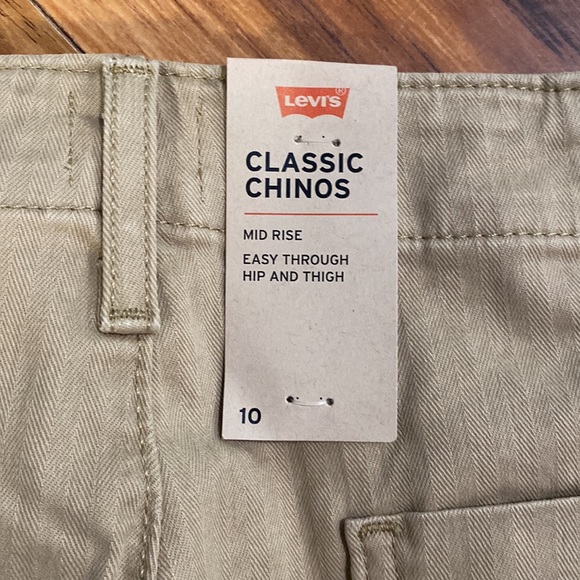 LEVI'S ®
CLASSIC
CHINOS
MID RISE
EASY THROUGH
HIP AND THIGH
10